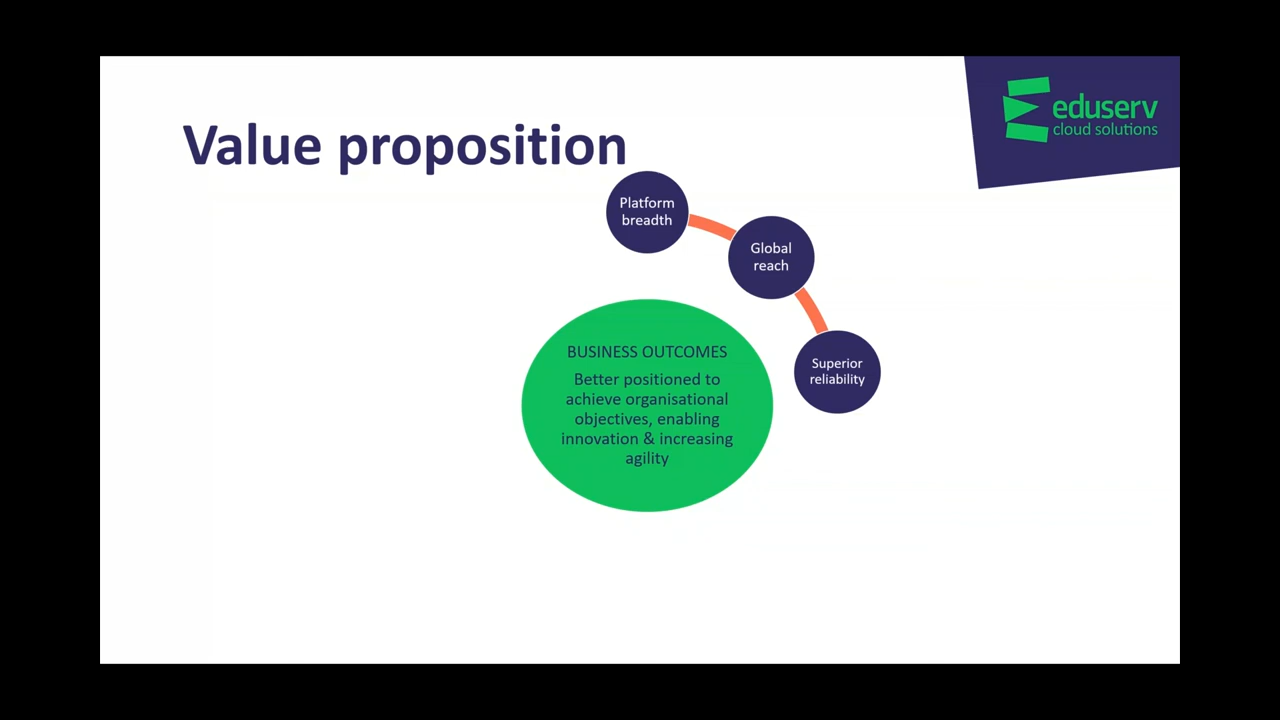 eduserv
cloud solutions
Value proposition
Platform
breadth
Global
reach
Superior
reliability
BUSINESS OUTCOMES
Better positioned to
achieve organisational
objectives, enabling
innovation & increasing
agility